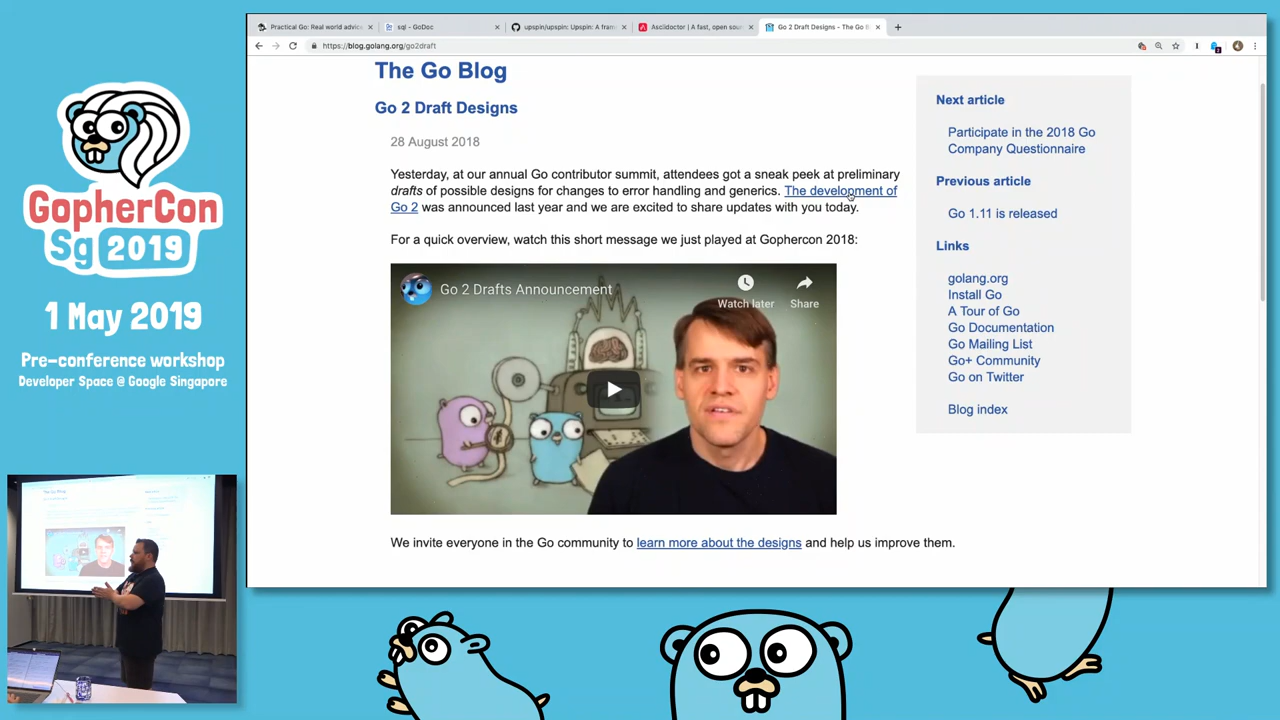 Practical Go: Real world advice
sql - GoDoc
upspin/upspin: Upspin: A fram
Asciidoctor | A fast, open sour
Go 2 Draft Designs - The Go B
https://blog.golang.org/go2draft
The Go Blog
Go 2 Draft Designs
28 August 2018
Yesterday, at our annual Go contributor summit, attendees got a sneak peek at preliminary
drafts of possible designs for changes to error handling and generics. The development of
Go 2 was announced last year and we are excited to share updates with you today.
For a quick overview, watch this short message we just played at Gophercon 2018:
Go 2 Drafts Announcement
Watch later
Share
We invite everyone in the Go community to learn more about the designs and help us improve them.
Next article
Participate in the 2018 Go
Company Questionnaire
Previous article
Go 1.11 is released
Links
golang.org
Install Go
A Tour of Go
Go Documentation
Go Mailing List
Go+ Community
Go on Twitter
Blog index
GopherCon
Sg 2019
1 May 2019
Pre-conference workshop
Developer Space @ Google Singapore
The Go Blog